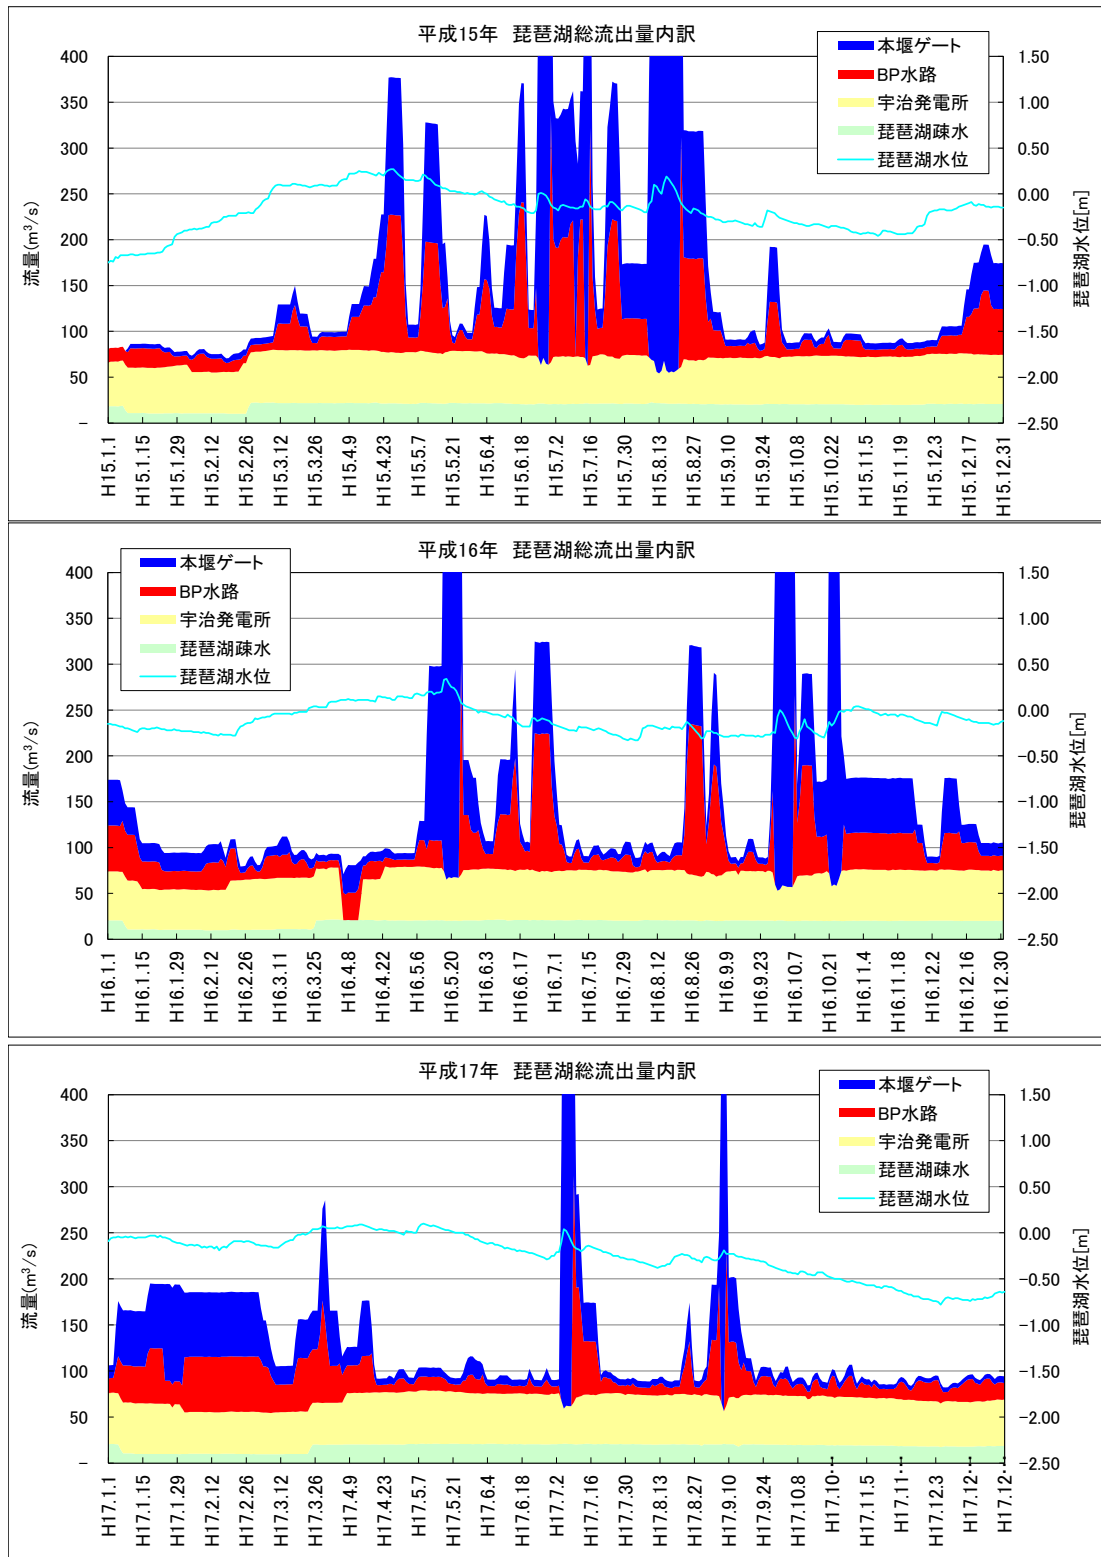 平成15年 琵琶湖総流出量内訳
本堰ゲート
BP水路
宇治発電所
琵琶湖疎水
琵琶湖水位
流量(m³/s)
400
350
300
250
200
150
100
50
-
1.50
1.00
0.50
0.00
-0.50
-1.00
-1.50
-2.00
-2.50
琵琶湖水位[m]
H15.1.1
H15.1.15
H15.1.29
H15.2.12
H15.2.26
H15.3.12
H15.3.26
H15.4.9
H15.4.23
H15.5.7
H15.5.21
H15.6.4
H15.6.18
H15.7.2
H15.7.16
H15.7.30
H15.8.13
H15.8.27
H15.9.10
H15.9.24
H15.10.8
H15.10.22
H15.11.5
H15.11.19
H15.12.3
H15.12.17
H15.12.31
平成16年 琵琶湖総流出量内訳
本堰ゲート
BP水路
宇治発電所
琵琶湖疎水
琵琶湖水位
流量(m³/s)
400
350
300
250
200
150
100
50
0
1.50
1.00
0.50
0.00
-0.50
-1.00
-1.50
-2.00
-2.50
琵琶湖水位[m]
H16.1.1
H16.1.15
H16.1.29
H16.2.12
H16.2.26
H16.3.11
H16.3.25
H16.4.8
H16.4.22
H16.5.6
H16.5.20
H16.6.3
H16.6.17
H16.7.1
H16.7.15
H16.7.29
H16.8.12
H16.8.26
H16.9.9
H16.9.23
H16.10.7
H16.10.21
H16.11.4
H16.11.18
H16.12.2
H16.12.16
H16.12.30
平成17年 琵琶湖総流出量内訳
本堰ゲート
BP水路
宇治発電所
琵琶湖疎水
琵琶湖水位
流量(m³/s)
400
350
300
250
200
150
100
50
-
1.50
1.00
0.50
0.00
-0.50
-1.00
-1.50
-2.00
-2.50
琵琶湖水位[m]
H17.1.1
H17.1.15
H17.1.29
H17.2.12
H17.2.26
H17.3.12
H17.3.26
H17.4.9
H17.4.23
H17.5.7
H17.5.21
H17.6.4
H17.6.18
H17.7.2
H17.7.16
H17.7.30
H17.8.13
H17.8.27
H17.9.10
H17.9.24
H17.10.8
H17.10…
H17.11.5
H17.11…
H17.12.3
H17.12…
H17.12…